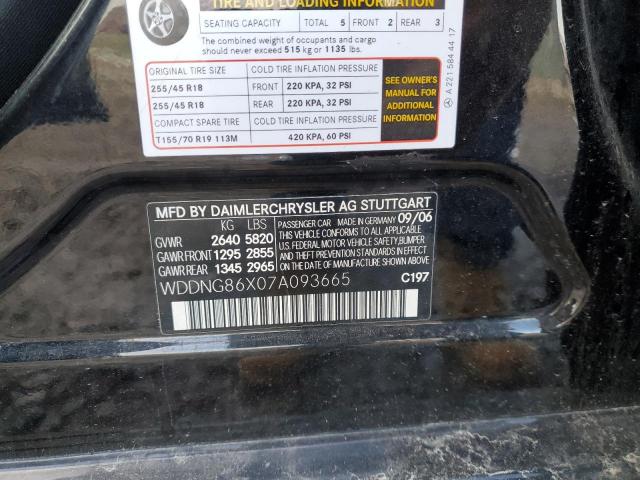 TIRE AND LOADING INFORMATION
SEATING CAPACITY TOTAL 5 FRONT 2 REAR 3
The combined weight of occupants and cargo
should never exceed 515 kg or 1135 lbs.
ORIGINAL TIRE SIZE COLD TIRE INFLATION PRESSURE
255/45 R18 FRONT 220 KPA, 32 PSI
255/45 R18 REAR 220 KPA, 32 PSI
COMPACT SPARE TIRE COLD TIRE INFLATION PRESSURE
T155/70 R19 113M 420 KPA, 60 PSI
SEE OWNER'S
MANUAL FOR
ADDITIONAL
INFORMATION
A 221 584 44 17
MFD BY DAIMLERCHRYSLER AG STUTTGART
KG LBS
GVWR 2640 5820
GAWR FRONT 1295 2855
GAWR REAR 1345 2965
PASSENGER CAR MADE IN GERMANY 09/06
THIS VEHICLE CONFORMS TO ALL APPLICABLE
U.S. FEDERAL MOTOR VEHICLE SAFETY, BUMPER,
AND THEFT PREVENTION STANDARDS IN EFFECT
ON THE DATE OF MANUFACTURE SHOWN ABOVE.
WDDNG86X07A093665 C197